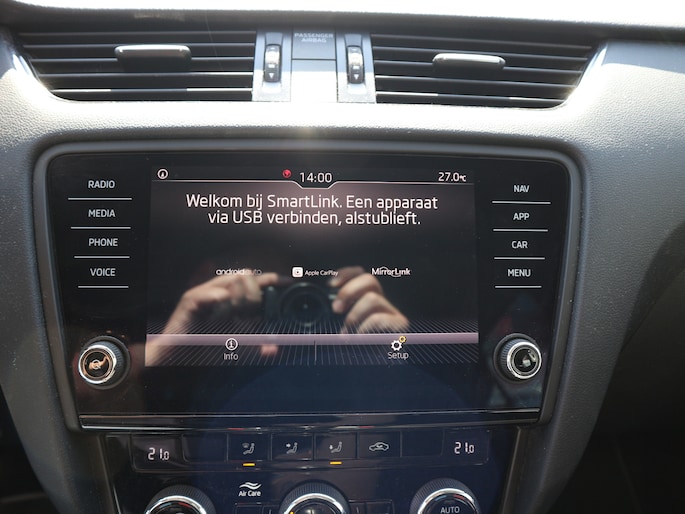 PASSENGER
AIRBAG
14:00
27.0°C
RADIO
MEDIA
PHONE
VOICE
Welkom bij SmartLink. Een apparaat
via USB verbinden, alstublieft.
androidauto
Apple CarPlay
MirrorLink
Info
Setup
NAV
APP
CAR
MENU
21.0
21.0
Air Care
AUTO